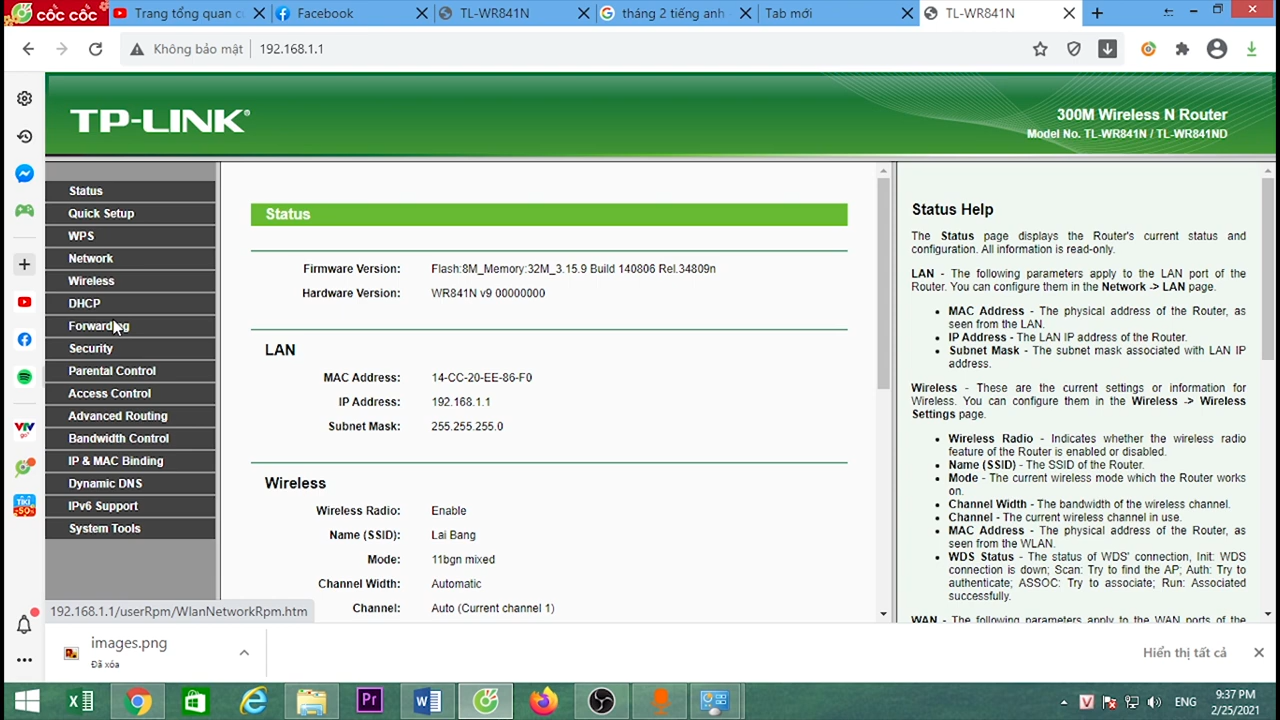 cốc cốc
Trang tổng quan c
Facebook
TL-WR841N
tháng 2 tiếng anh
Tab mới
TL-WR841N
Không bảo mật
192.168.1.1
TP-LINK®
300M Wireless N Router
Model No. TL-WR841N / TL-WR841ND
Status
Quick Setup
WPS
Network
Wireless
DHCP
Forwarding
Security
Parental Control
Access Control
Advanced Routing
Bandwidth Control
IP & MAC Binding
Dynamic DNS
IPv6 Support
System Tools
Status
Firmware Version: Flash:8M_Memory:32M_3.15.9 Build 140806 Rel.34809n
Hardware Version: WR841N v9 00000000
LAN
MAC Address: 14-CC-20-EE-86-F0
IP Address: 192.168.1.1
Subnet Mask: 255.255.255.0
Wireless
Wireless Radio: Enable
Name (SSID): Lai Bang
Mode: 11bgn mixed
Channel Width: Automatic
Channel: Auto (Current channel 1)
Status Help
The Status page displays the Router's current status and
configuration. All information is read-only.
LAN - The following parameters apply to the LAN port of the
Router. You can configure them in the Network -> LAN page.
MAC Address - The physical address of the Router, as
seen from the LAN.
IP Address - The LAN IP address of the Router.
Subnet Mask - The subnet mask associated with LAN IP
address.
Wireless - These are the current settings or information for
Wireless. You can configure them in the Wireless -> Wireless
Settings page.
Wireless Radio - Indicates whether the wireless radio
feature of the Router is enabled or disabled.
Name (SSID) - The SSID of the Router.
Mode - The current wireless mode which the Router works
on.
Channel Width - The bandwidth of the wireless channel.
Channel - The current wireless channel in use.
MAC Address - The physical address of the Router, as
seen from the WLAN.
WDS Status - The status of WDS' connection, Init: WDS
connection is down; Scan: Try to find the AP; Auth: Try to
authenticate; ASSOC: Try to associate; Run: Associated
successfully.
WAN - The following parameters apply to the WAN ports of the
VTV
go
TIKI
-50%
192.168.1.1/userRpm/WlanNetworkRpm.htm
images.png
Đã xóa
Hiển thị tất cả
Pr
V
ENG
9:37 PM
2/25/2021